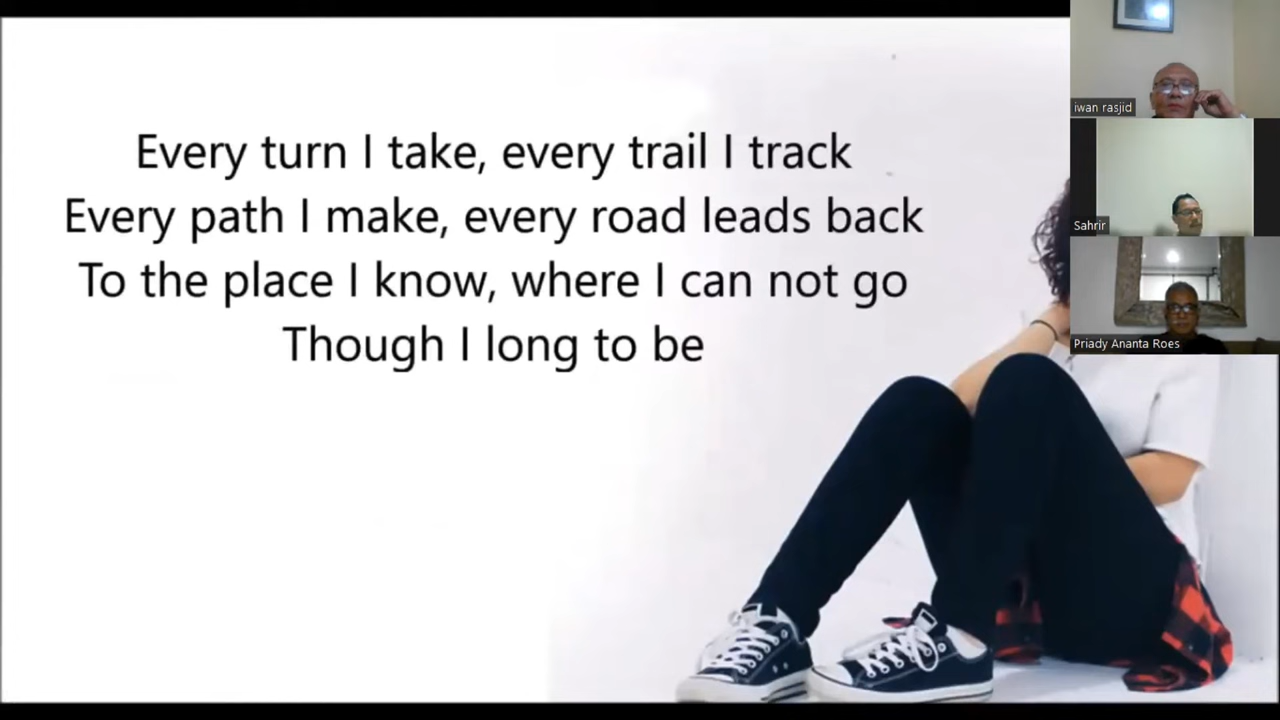 Every turn I take, every trail I track
Every path I make, every road leads back
To the place I know, where I can not go
Though I long to be
iwan rasjid
Sahrir
Priady Ananta Roes